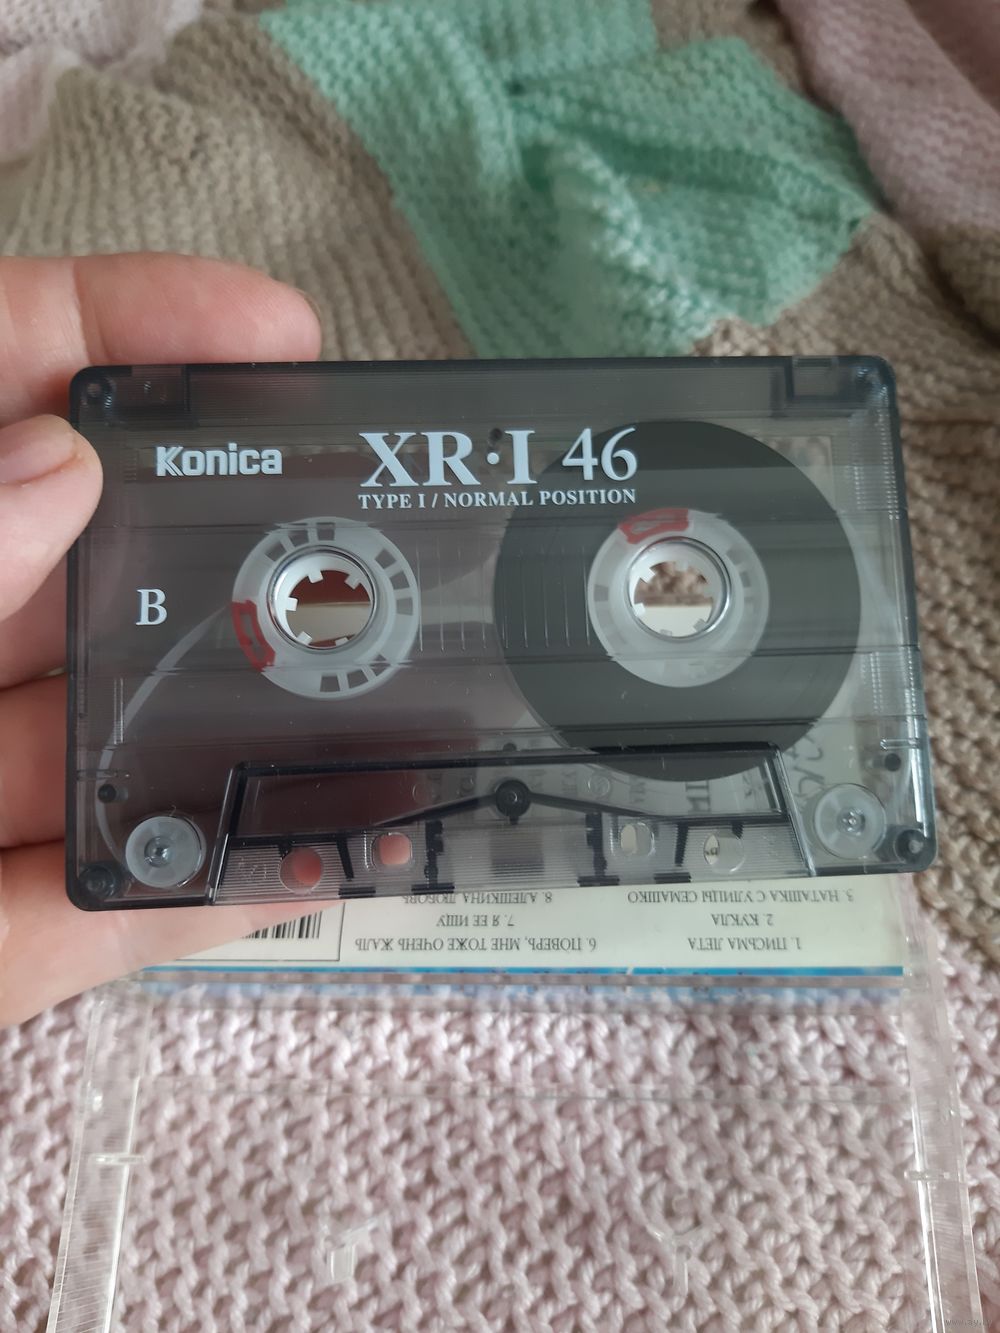 Konica
XR·I 46
TYPE I / NORMAL POSITION
B
1. ПИСЬМА ЛЕТА
2. КУКЛА
3. НАТАШКА С УЛИЦЫ СЕМАШКО
6. ПОВЕРЬ, МНЕ ТОЖЕ ОЧЕНЬ ЖАЛЬ
7. Я ЕЕ ИЩУ
8. АЛЕШКИНА ЛЮБОВЬ